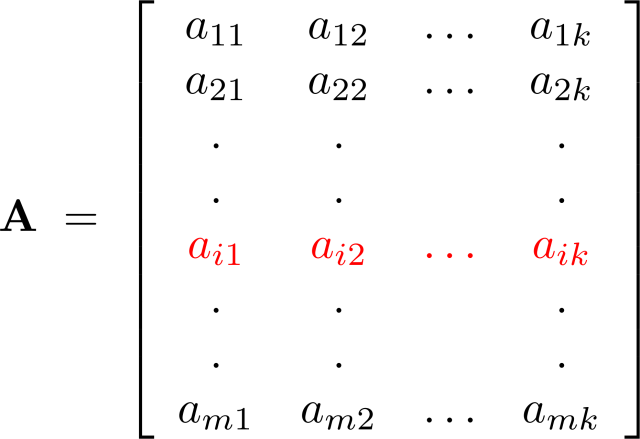 a₁₁ a₁₂ … a₁ₖ
a₂₁ a₂₂ … a₂ₖ
. . .
. . .
A =
aᵢ₁ aᵢ₂ … aᵢₖ
. . .
. . .
aₘ₁ aₘ₂ … aₘₖ